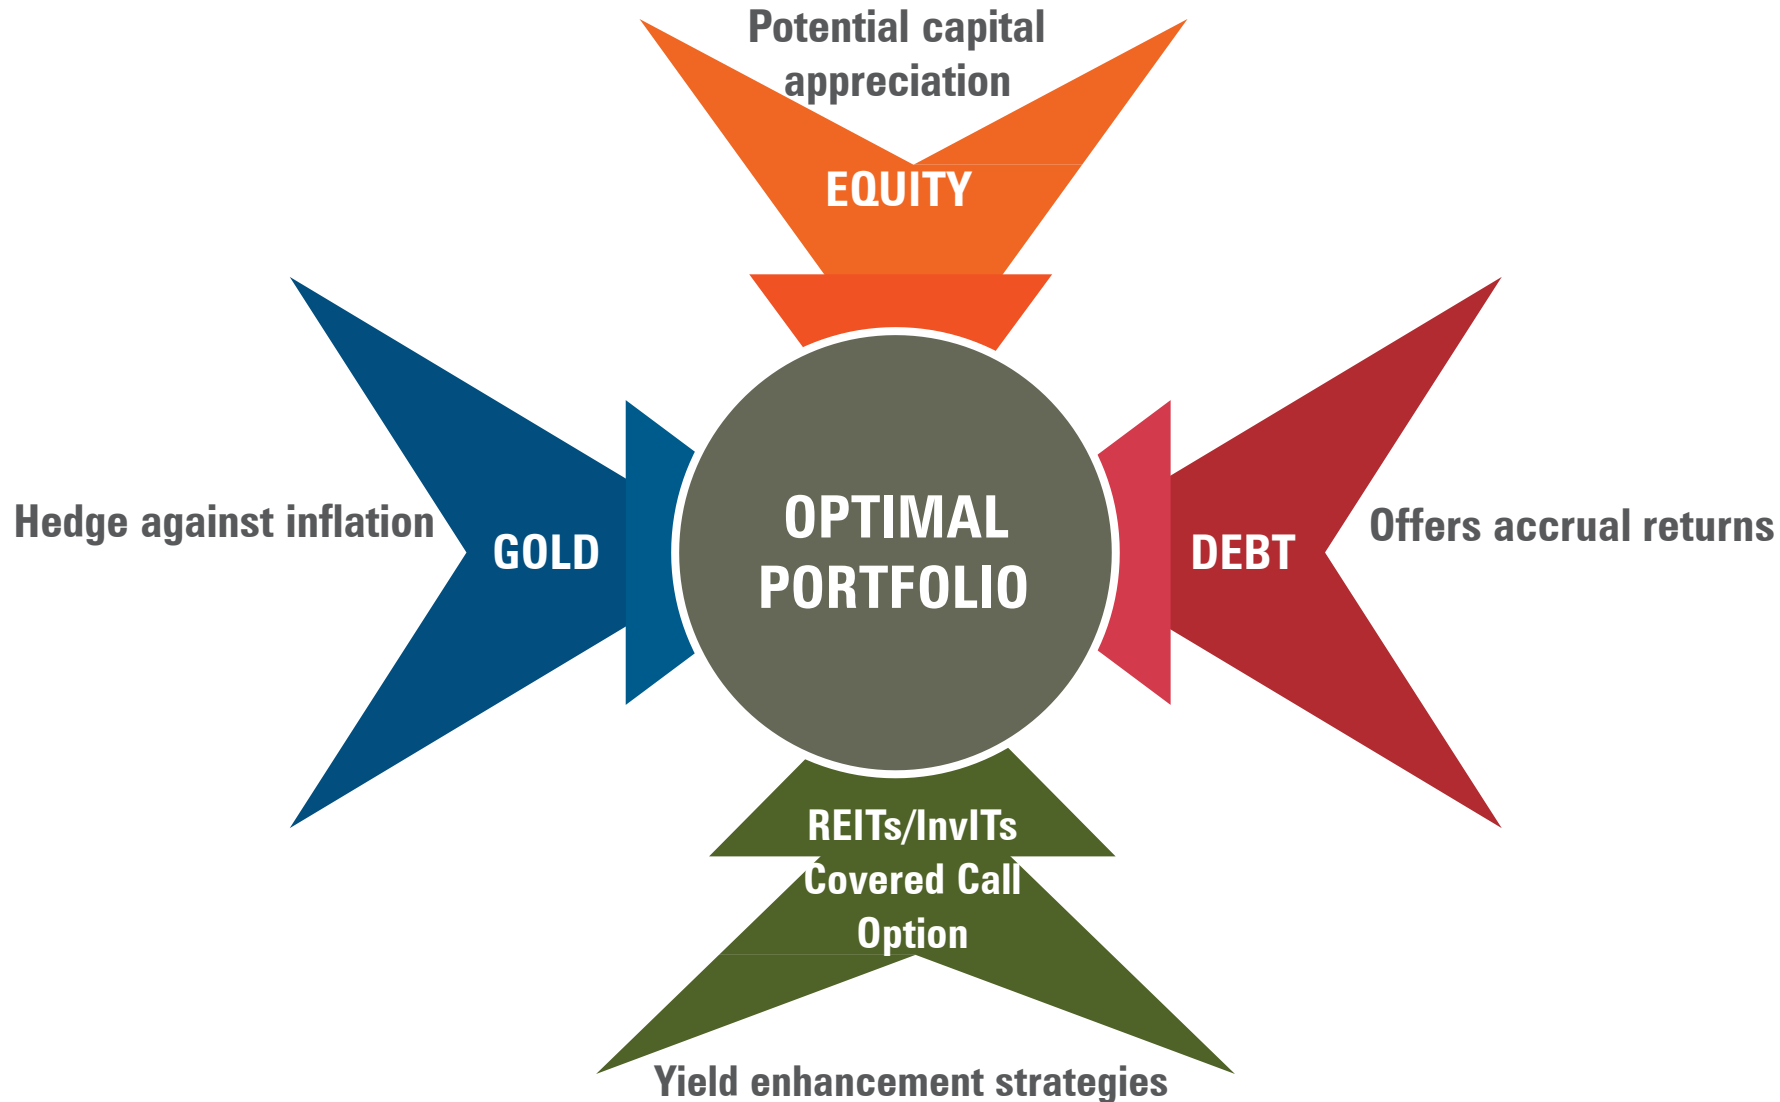 Potential capital
appreciation
EQUITY
Hedge against inflation
GOLD
OPTIMAL
PORTFOLIO
DEBT
Offers accrual returns
REITs/InvITs
Covered Call
Option
Yield enhancement strategies